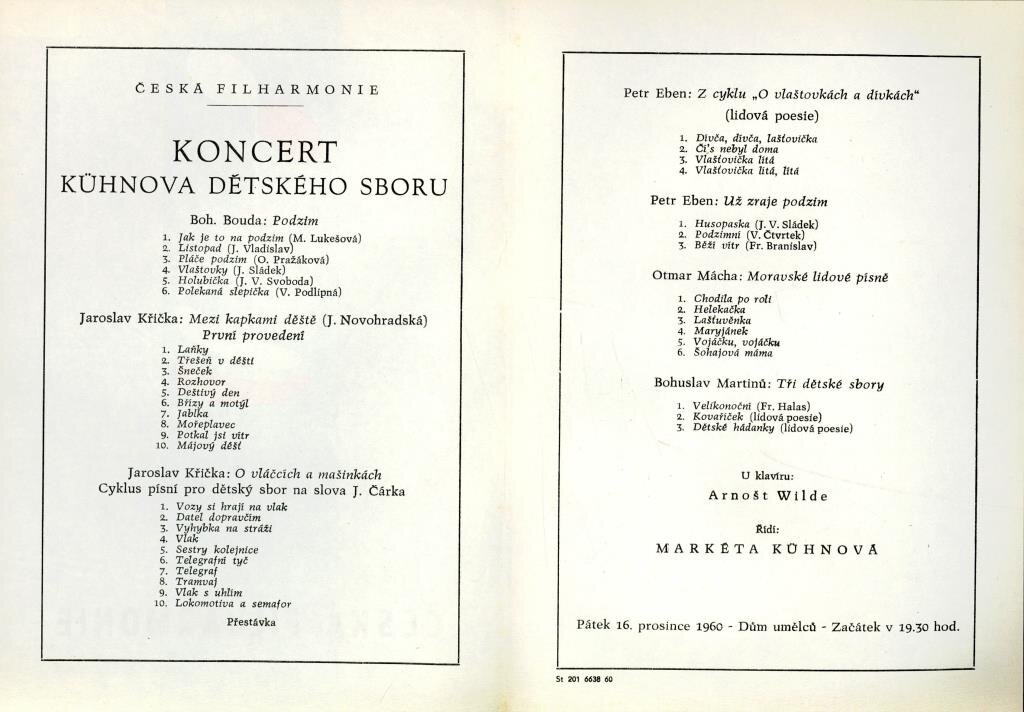 ČESKÁ FILHARMONIE
KONCERT
KÜHNOVA DĚTSKÉHO SBORU
Boh. Bouda: Podzim
1. Jak je to na podzim (M. Lukešová)
2. Listopad (J. Vladislav)
3. Pláče podzim (O. Pražáková)
4. Vlaštovky (J. Sládek)
5. Holubička (J. V. Svoboda)
6. Polekaná slepička (V. Podlipná)
Jaroslav Křička: Mezi kapkami děště (J. Novohradská)
První provedení
1. Laňky
2. Třešeň v děšti
3. Šneček
4. Rozhovor
5. Deštivý den
6. Břízy a motýl
7. Jablka
8. Mořeplavec
9. Potkal jsi vítr
10. Májový déšť
Jaroslav Křička: O vláčcích a mašinkách
Cyklus písní pro dětský sbor na slova J. Čárka
1. Vozy si hrají na vlak
2. Datel dopravčím
3. Vyhybka na stráži
4. Vlak
5. Sestry kolejnice
6. Telegrafní tyč
7. Telegraf
8. Tramvaj
9. Vlak s uhlím
10. Lokomotiva a semafor
Přestávka
Petr Eben: Z cyklu „O vlaštovkách a dívkách“
(lidová poesie)
1. Divča, divča, lašťovička
2. Či's nebyl doma
3. Vlašťovička lítá
4. Vlašťovička lítá, lítá
Petr Eben: Už zraje podzim
1. Husopaska (J. V. Sládek)
2. Podzimní (V. Čtvrtek)
3. Běží vítr (Fr. Branislav)
Otmar Mácha: Moravské lidové písně
1. Chodila po roli
2. Helekačka
3. Lašťuvěnka
4. Maryjánek
5. Vojáčku, vojáčku
6. Šohajová máma
Bohuslav Martinů: Tři dětské sbory
1. Velikonoční (Fr. Halas)
2. Kovaříček (lidová poesie)
3. Dětské hádanky (lidová poesie)
U klavíru:
Arnošt Wilde
Řídí:
MARKÉTA KÜHNOVÁ
Pátek 16. prosince 1960 - Dům umělců - Začátek v 19.30 hod.
St 201 6638 60